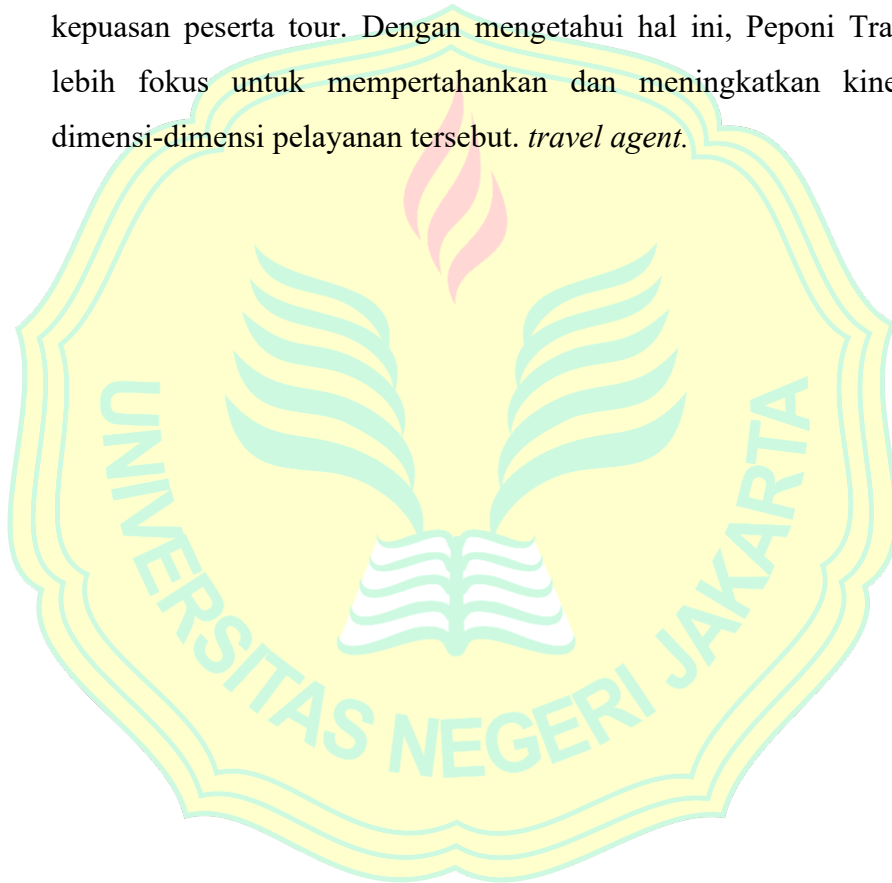 kepuasan peserta tour. Dengan mengetahui hal ini, Peponi Tra
lebih fokus untuk mempertahankan dan meningkatkan kine
dimensi-dimensi pelayanan tersebut. travel agent.
UNIVERSITAS NEGERI JAKARTA